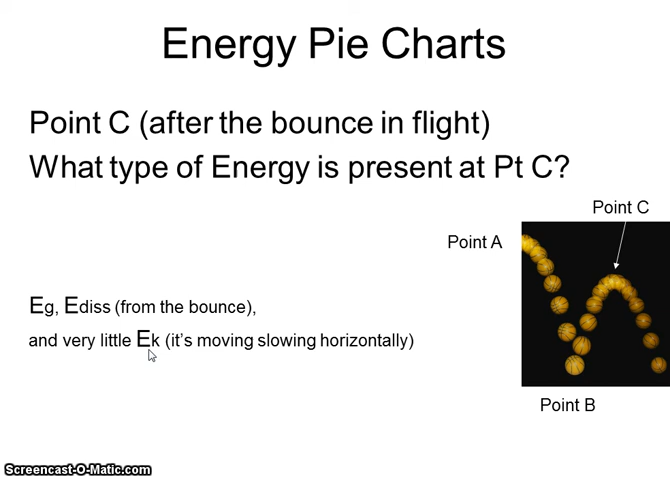 Energy Pie Charts
Point C (after the bounce in flight)
What type of Energy is present at Pt C?
Point C
Point A
Eg, Ediss (from the bounce),
and very little Ek (it's moving slowing horizontally)
Point B
Screencast-O-Matic.com